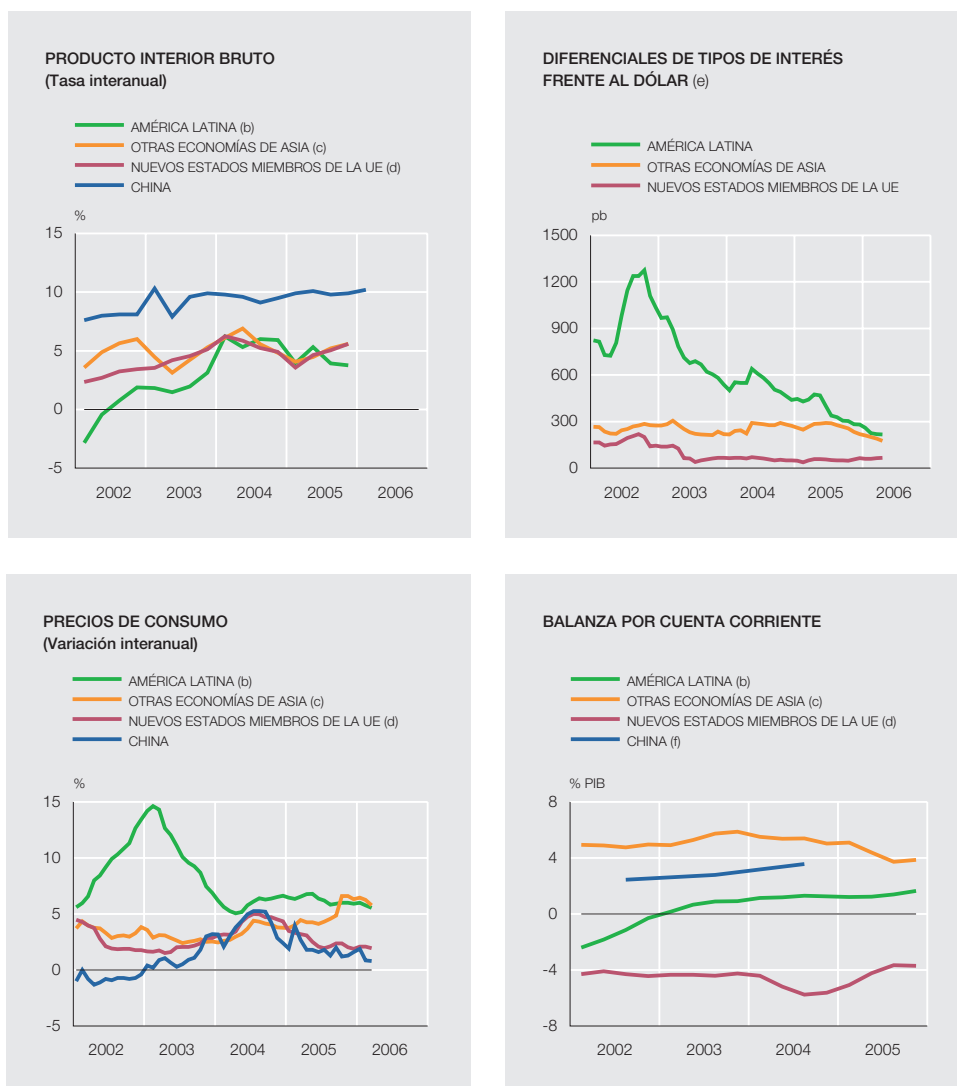 PRODUCTO INTERIOR BRUTO
(Tasa interanual)
AMÉRICA LATINA (b)
OTRAS ECONOMÍAS DE ASIA (c)
NUEVOS ESTADOS MIEMBROS DE LA UE (d)
CHINA
%
15
10
5
0
-5
2002 2003 2004 2005 2006
DIFERENCIALES DE TIPOS DE INTERÉS
FRENTE AL DÓLAR (e)
AMÉRICA LATINA
OTRAS ECONOMÍAS DE ASIA
NUEVOS ESTADOS MIEMBROS DE LA UE
pb
1500
1200
900
600
300
0
2002 2003 2004 2005 2006
PRECIOS DE CONSUMO
(Variación interanual)
AMÉRICA LATINA (b)
OTRAS ECONOMÍAS DE ASIA (c)
NUEVOS ESTADOS MIEMBROS DE LA UE (d)
CHINA
%
15
10
5
0
-5
2002 2003 2004 2005 2006
BALANZA POR CUENTA CORRIENTE
AMÉRICA LATINA (b)
OTRAS ECONOMÍAS DE ASIA (c)
NUEVOS ESTADOS MIEMBROS DE LA UE (d)
CHINA (f)
% PIB
8
4
0
-4
-8
2002 2003 2004 2005